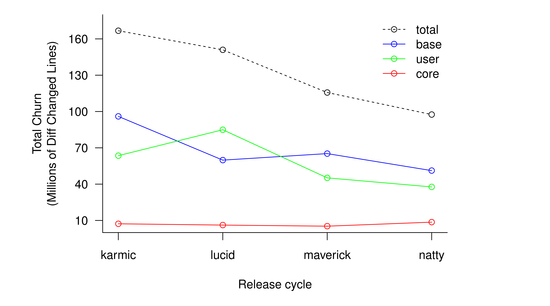 Total Churn
(Millions of Diff Changed Lines)
160
130
100
70
40
10
total
base
user
core
karmic
lucid
maverick
natty
Release cycle